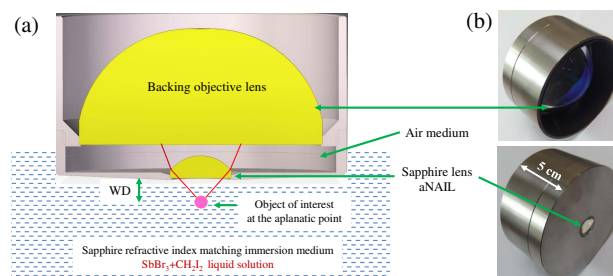 (a)
Backing objective lens
WD
Object of interest
at the aplanatic point
Sapphire refractive index matching immersion medium
SbBr3+CH2I2 liquid solution
Air medium
Sapphire lens
aNAIL
(b)
5 cm